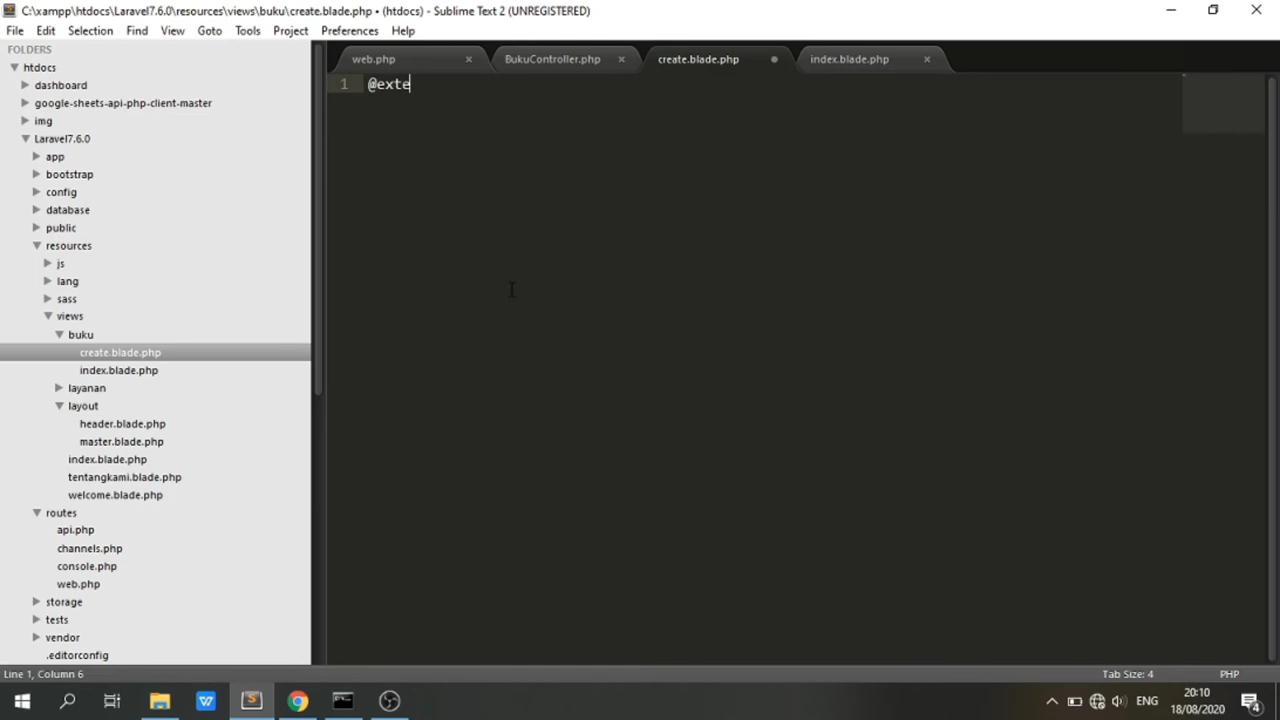 C:\xampp\htdocs\Laravel7.6.0\resources\views\buku\create.blade.php • (htdocs) - Sublime Text 2 (UNREGISTERED)
File Edit Selection Find View Goto Tools Project Preferences Help
FOLDERS
htdocs
dashboard
google-sheets-api-php-client-master
img
Laravel7.6.0
app
bootstrap
config
database
public
resources
js
lang
sass
views
buku
create.blade.php
index.blade.php
layanan
layout
header.blade.php
master.blade.php
index.blade.php
tentangkami.blade.php
welcome.blade.php
routes
api.php
channels.php
console.php
web.php
storage
tests
vendor
.editorconfig
web.php BukuController.php create.blade.php index.blade.php
1 @exte
Line 1, Column 6 Tab Size: 4 PHP
ENG
20:10
18/08/2020
4